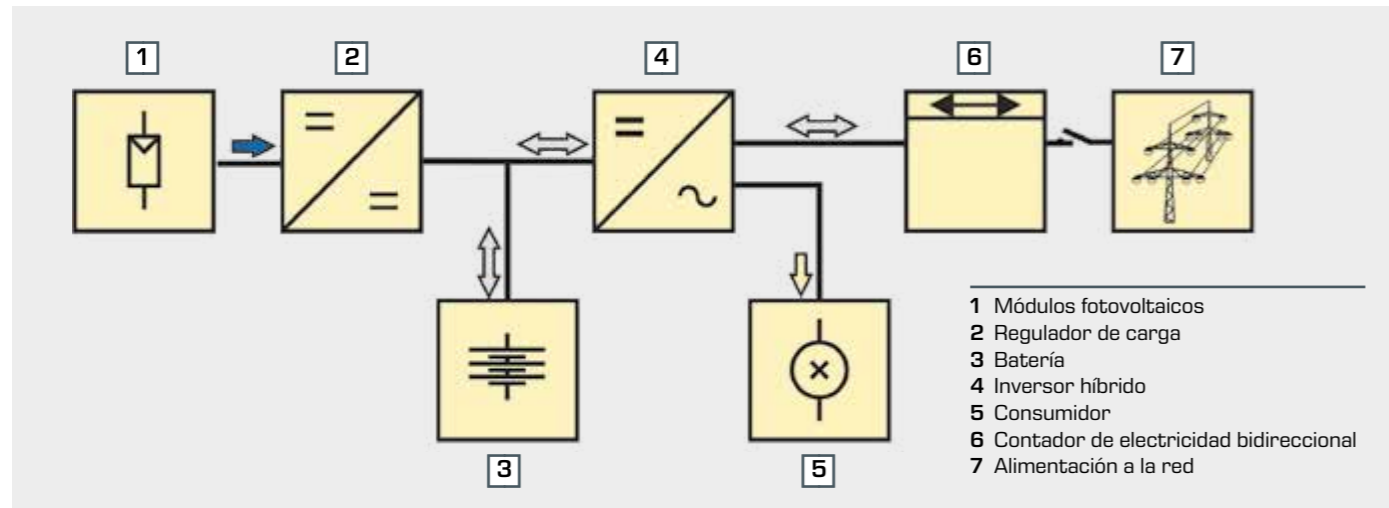 1
2
4
6
7
3
5
1 Módulos fotovoltaicos
2 Regulador de carga
3 Batería
4 Inversor híbrido
5 Consumidor
6 Contador de electricidad bidireccional
7 Alimentación a la red